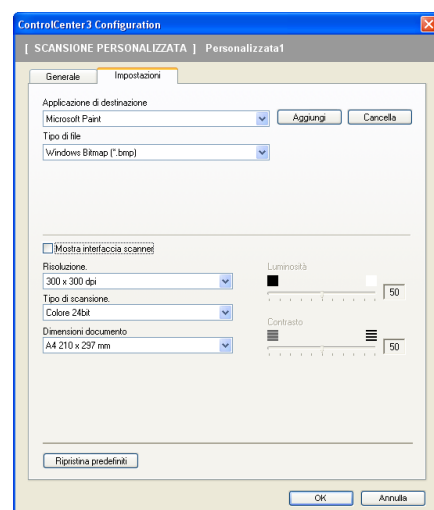 ControlCenter3 Configuration
[ SCANSIONE PERSONALIZZATA ] Personalizzata1
Generale Impostazioni
Applicazione di destinazione
Microsoft Paint Aggiungi Cancella
Tipo di file
Windows Bitmap (*.bmp)
Mostra interfaccia scanner
Risoluzione. Luminosità
300 x 300 dpi 50
Tipo di scansione.
Colore 24bit
Contrasto
Dimensioni documento
A4 210 x 297 mm 50
Ripristina predefiniti
OK Annulla